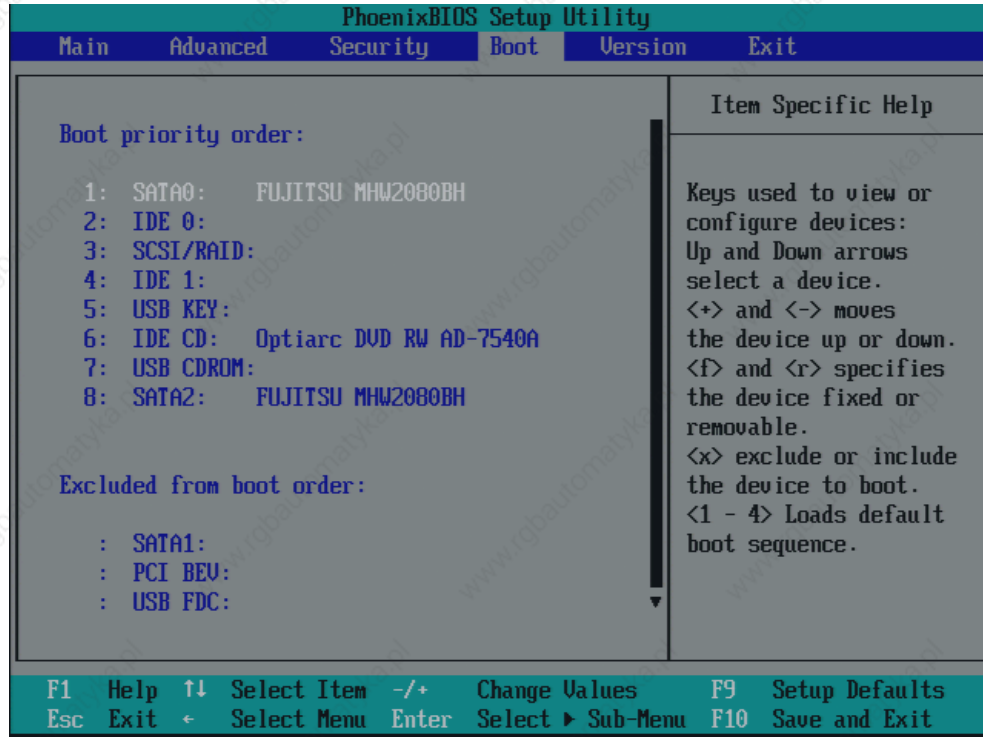 PhoenixBIOS Setup Utility
Main Advanced Security Boot Version Exit
Boot priority order:
1: SATA0: FUJITSU MHW2080BH
2: IDE 0:
3: SCSI/RAID:
4: IDE 1:
5: USB KEY:
6: IDE CD: Optiarc DVD RW AD-7540A
7: USB CDROM:
8: SATA2: FUJITSU MHW2080BH
Excluded from boot order:
: SATA1:
: PCI BEV:
: USB FDC:
Item Specific Help
Keys used to view or
configure devices:
Up and Down arrows
select a device.
<+> and <-> moves
the device up or down.
<f> and <r> specifies
the device fixed or
removable.
<x> exclude or include
the device to boot.
<1 - 4> Loads default
boot sequence.
F1 Help ↑↓ Select Item -/+ Change Values F9 Setup Defaults
Esc Exit ← Select Menu Enter Select ▶ Sub-Menu F10 Save and Exit
www.rgbautomatyka.pl